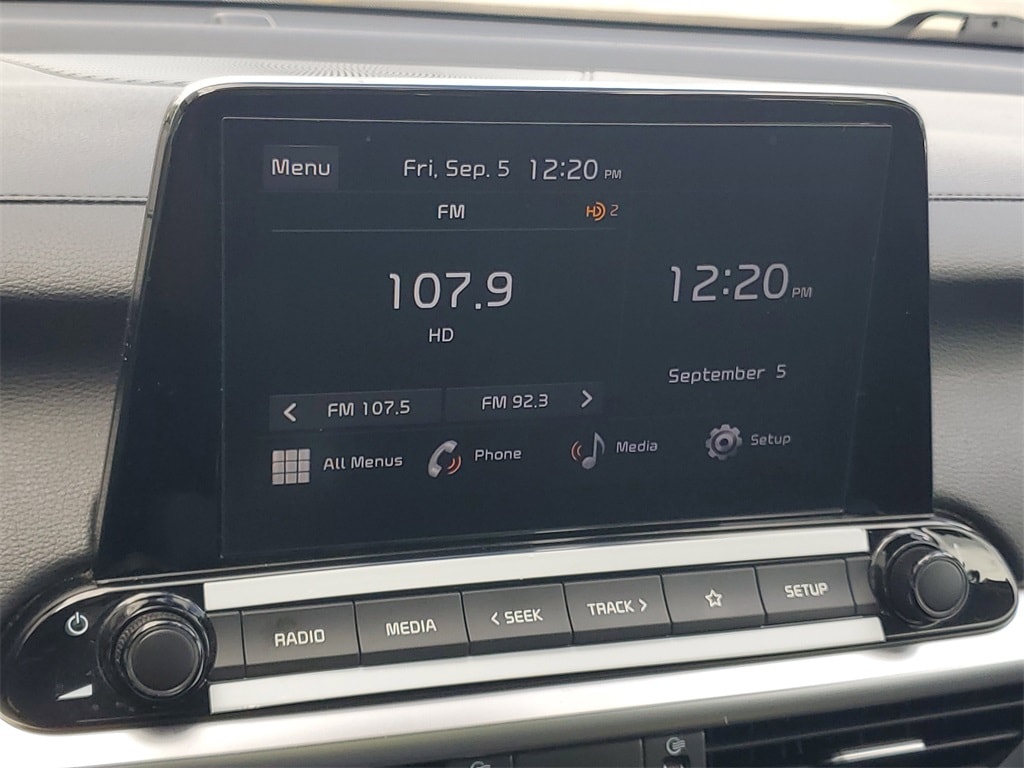 Menu Fri, Sep. 5 12:20 PM
FM HD 2
107.9
HD
12:20 PM
September 5
< FM 107.5 FM 92.3 >
All Menus Phone Media Setup
RADIO MEDIA < SEEK TRACK > SETUP